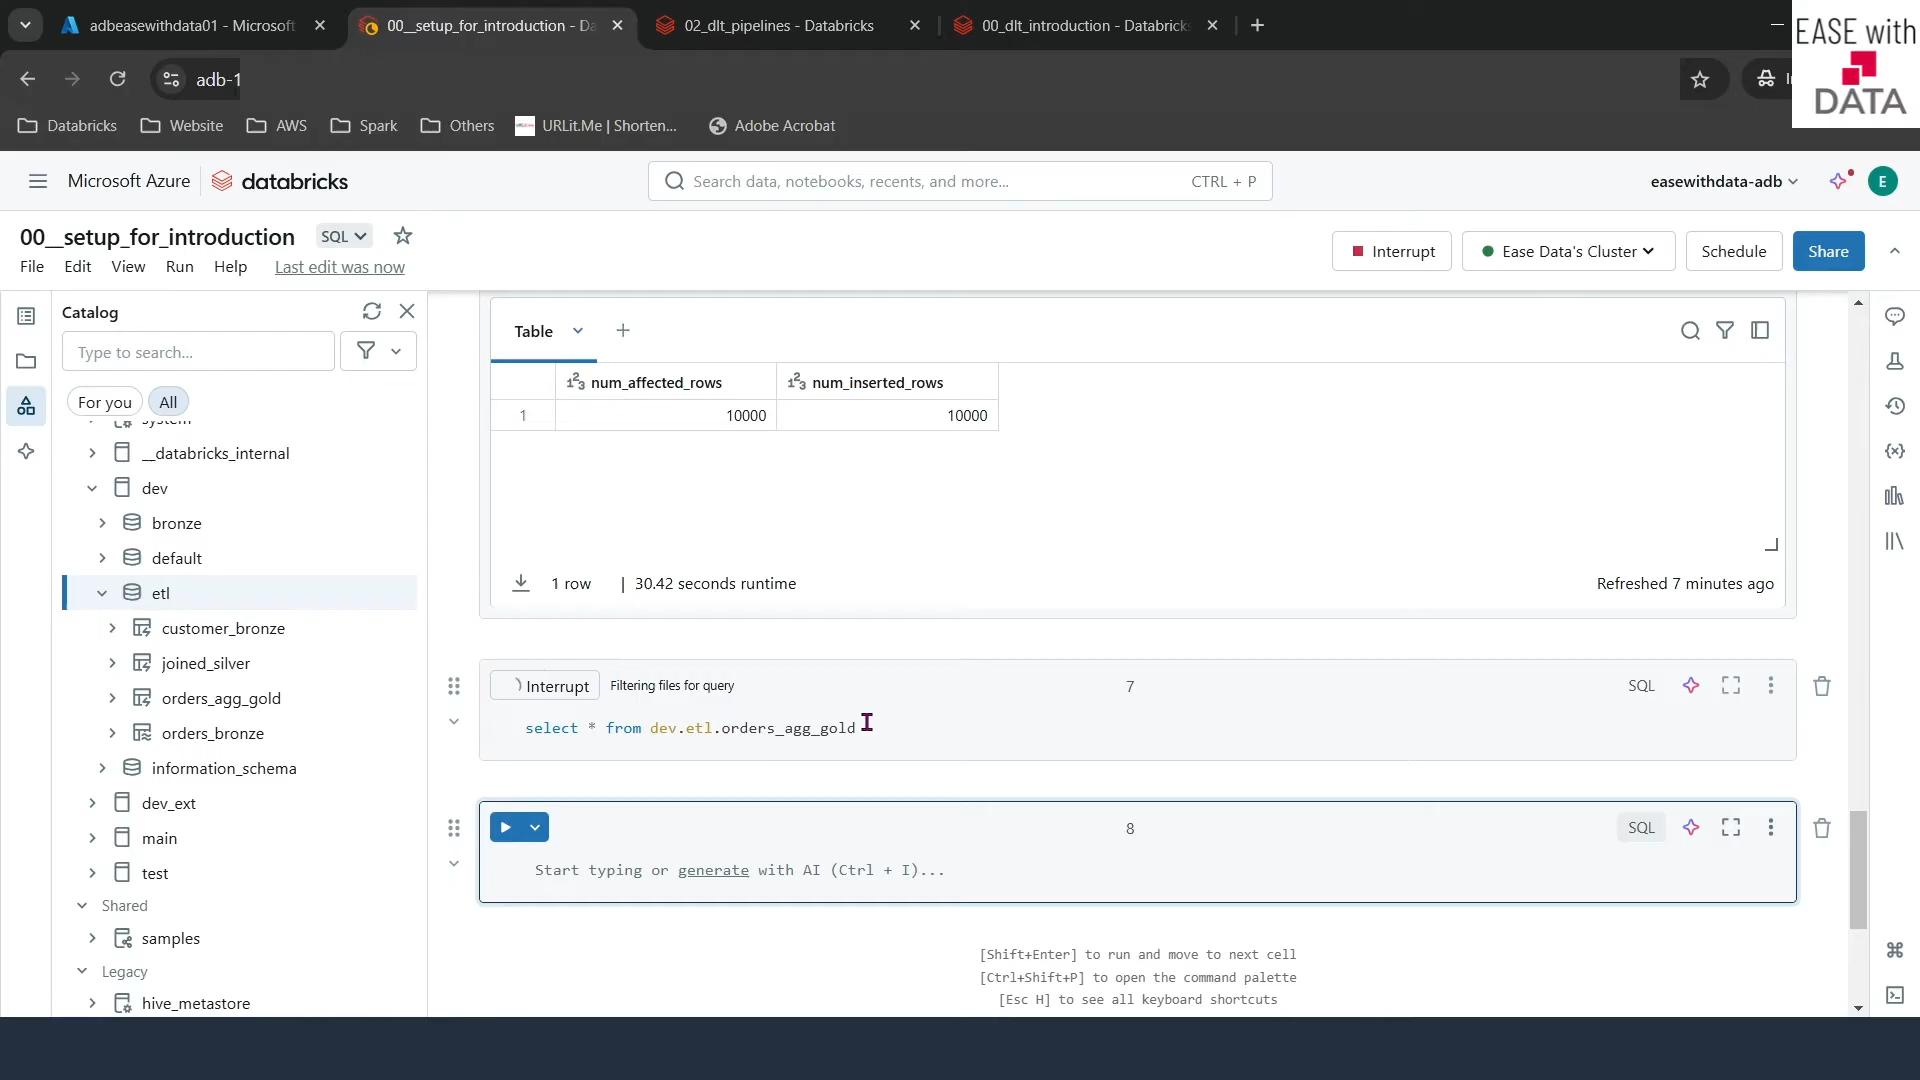 adbeasewithdata01 - Microsoft
00__setup_for_introduction - Da
02_dlt_pipelines - Databricks
00_dlt_introduction - Databricks
EASE with
DATA
adb-1
Databricks
Website
AWS
Spark
Others
URLit.Me | Shorten...
Adobe Acrobat
Microsoft Azure
databricks
Search data, notebooks, recents, and more...
CTRL + P
easewithdata-adb
E
00__setup_for_introduction
SQL
File
Edit
View
Run
Help
Last edit was now
Interrupt
Ease Data's Cluster
Schedule
Share
Catalog
Type to search...
For you
All
system
__databricks_internal
dev
bronze
default
etl
customer_bronze
joined_silver
orders_agg_gold
orders_bronze
information_schema
dev_ext
main
test
Shared
samples
Legacy
hive_metastore
Table
num_affected_rows
num_inserted_rows
1
10000
10000
1 row
| 30.42 seconds runtime
Refreshed 7 minutes ago
Interrupt
Filtering files for query
7
SQL
select * from dev.etl.orders_agg_gold
8
SQL
Start typing or generate with AI (Ctrl + I)...
[Shift+Enter] to run and move to next cell
[Ctrl+Shift+P] to open the command palette
[Esc H] to see all keyboard shortcuts